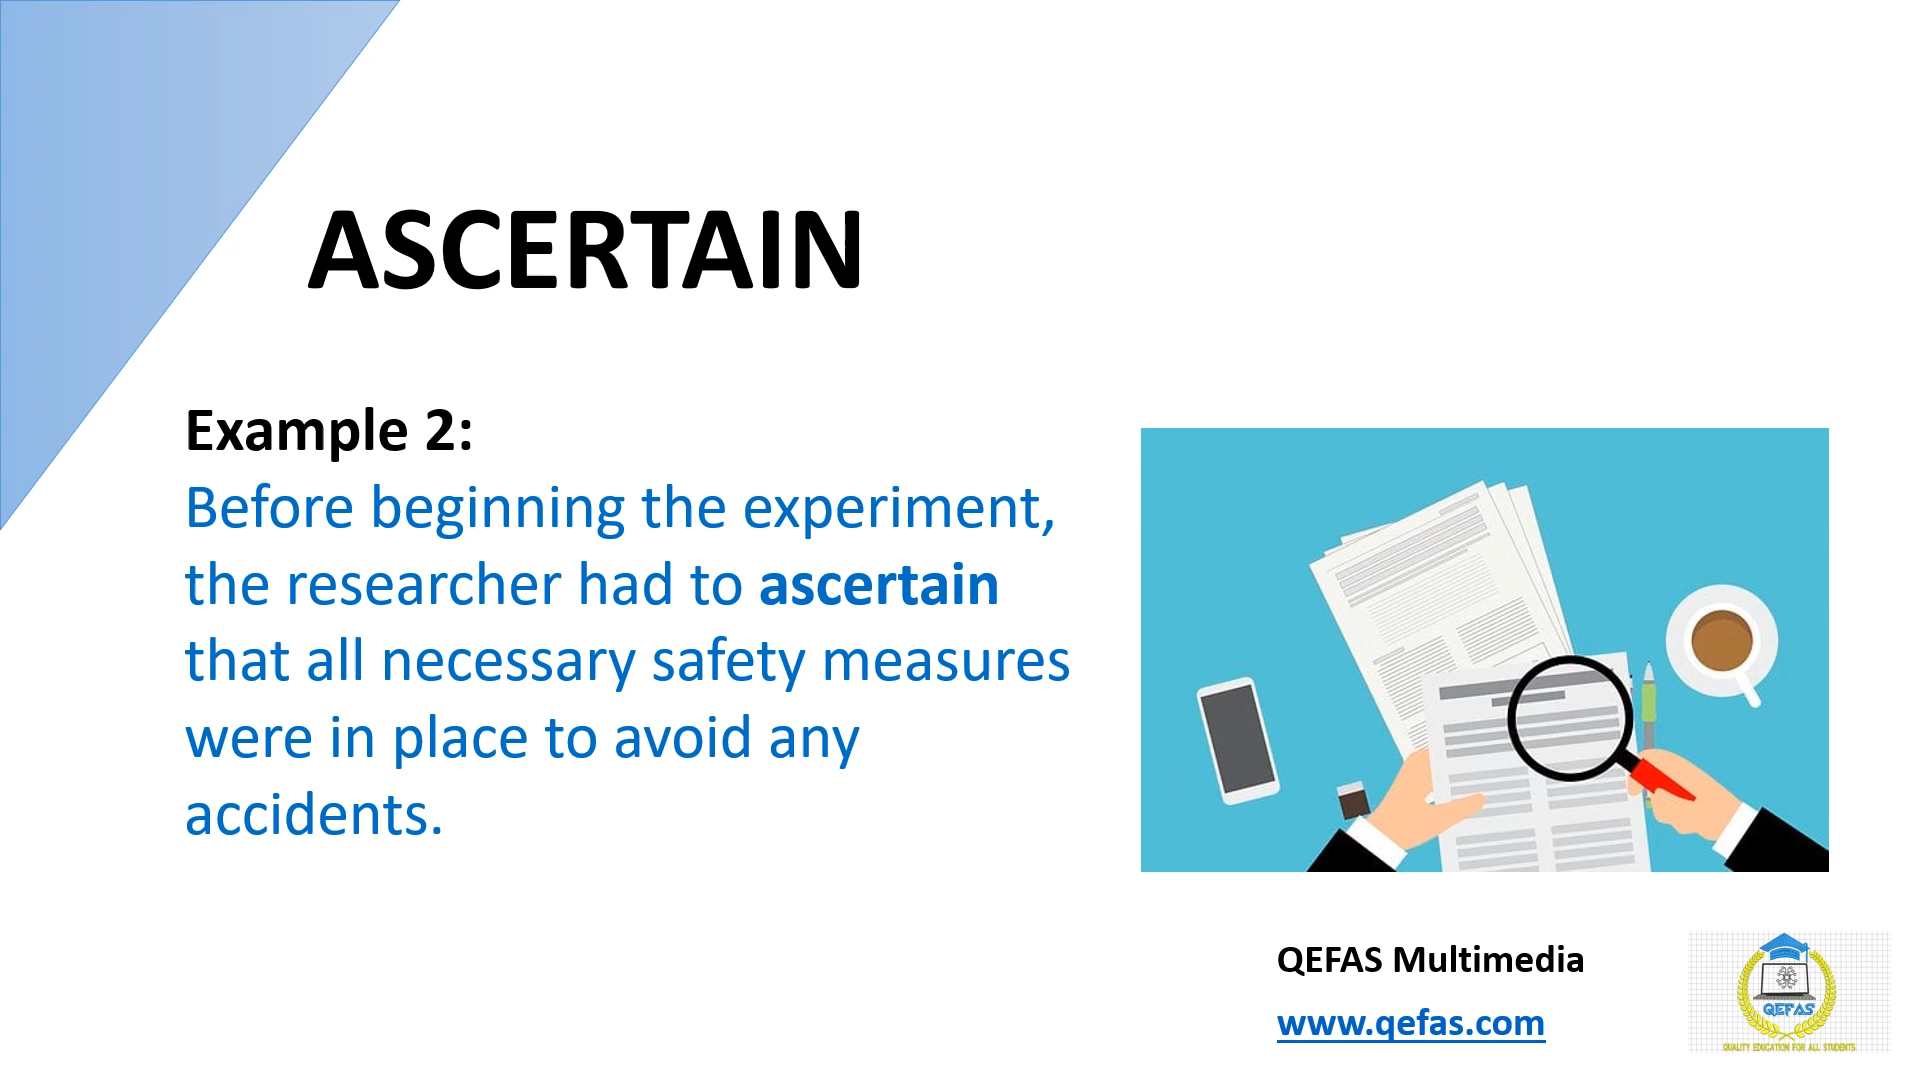 ASCERTAIN
Example 2:
Before beginning the experiment,
the researcher had to ascertain
that all necessary safety measures
were in place to avoid any
accidents.
QEFAS Multimedia
www.qefas.com
QEFAS
QUALITY EDUCATION FOR ALL STUDENTS